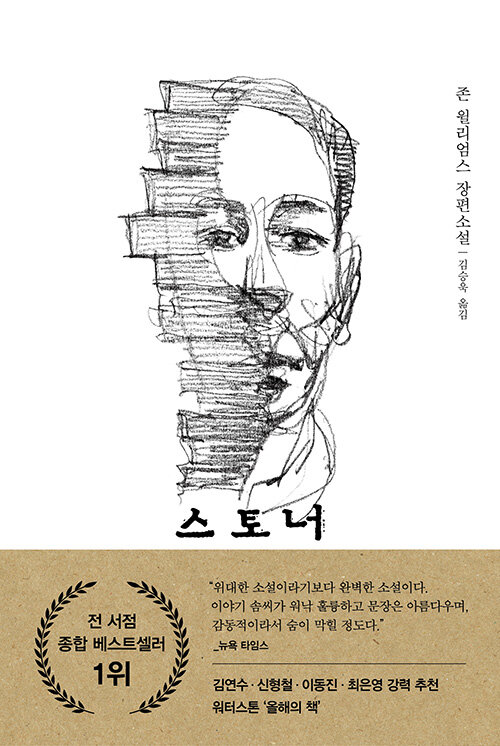 존 윌리엄스 장편소설 — 김승욱 옮김
스토너
전 서점
종합 베스트셀러
1위
“위대한 소설이라기보다 완벽한 소설이다.
이야기 솜씨가 워낙 훌륭하고 문장은 아름다우며,
감동적이라서 숨이 막힐 정도다.”
_뉴욕 타임스
김연수 · 신형철 · 이동진 · 최은영 강력 추천
워터스톤 ‘올해의 책’